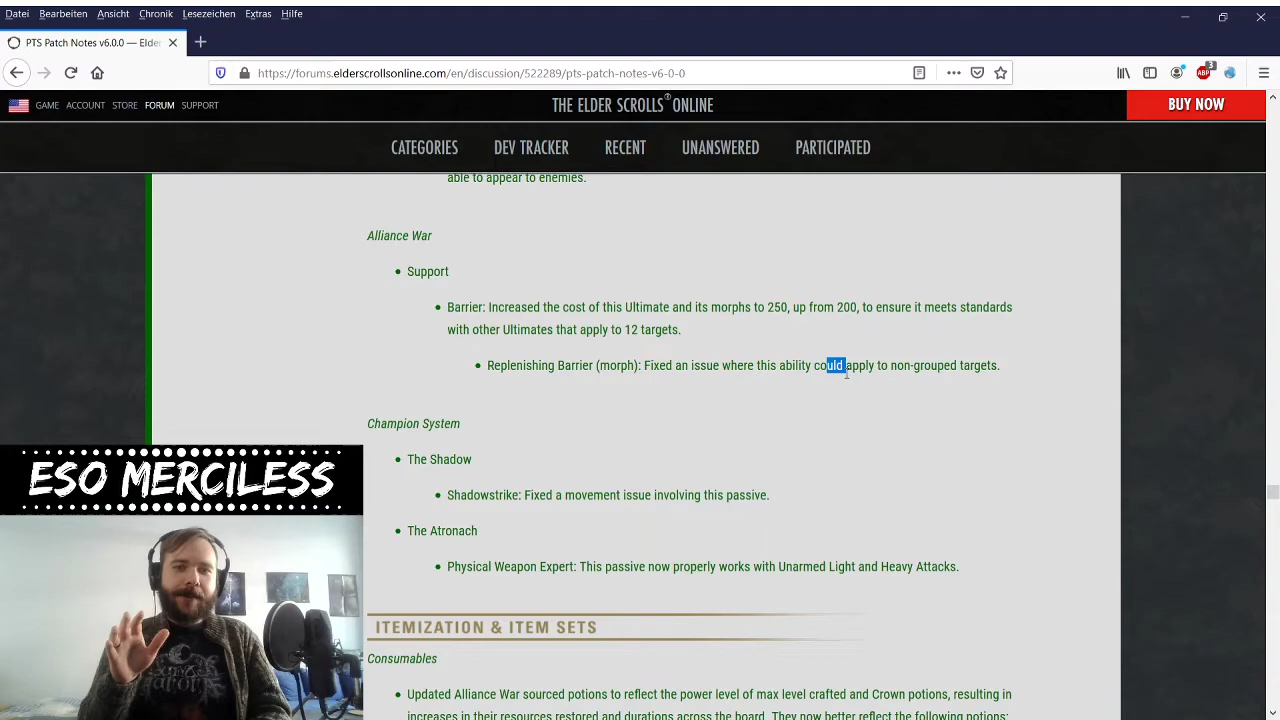 Datei Bearbeiten Ansicht Chronik Lesezeichen Extras Hilfe
PTS Patch Notes v6.0.0 — Elder
https://forums.elderscrollsonline.com/en/discussion/522289/pts-patch-notes-v6-0-0
ABP 3
GAME ACCOUNT STORE FORUM SUPPORT
THE ELDER SCROLLS® ONLINE
BUY NOW
CATEGORIES DEV TRACKER RECENT UNANSWERED PARTICIPATED
able to appear to enemies.
Alliance War
• Support
• Barrier: Increased the cost of this Ultimate and its morphs to 250, up from 200, to ensure it meets standards
with other Ultimates that apply to 12 targets.
• Replenishing Barrier (morph): Fixed an issue where this ability could apply to non-grouped targets.
Champion System
• The Shadow
• Shadowstrike: Fixed a movement issue involving this passive.
• The Atronach
• Physical Weapon Expert: This passive now properly works with Unarmed Light and Heavy Attacks.
ESO MERCILESS
ITEMIZATION & ITEM SETS
Consumables
• Updated Alliance War sourced potions to reflect the power level of max level crafted and Crown potions, resulting in
increases in their resources restored and durations across the board. They now better reflect the following potions: